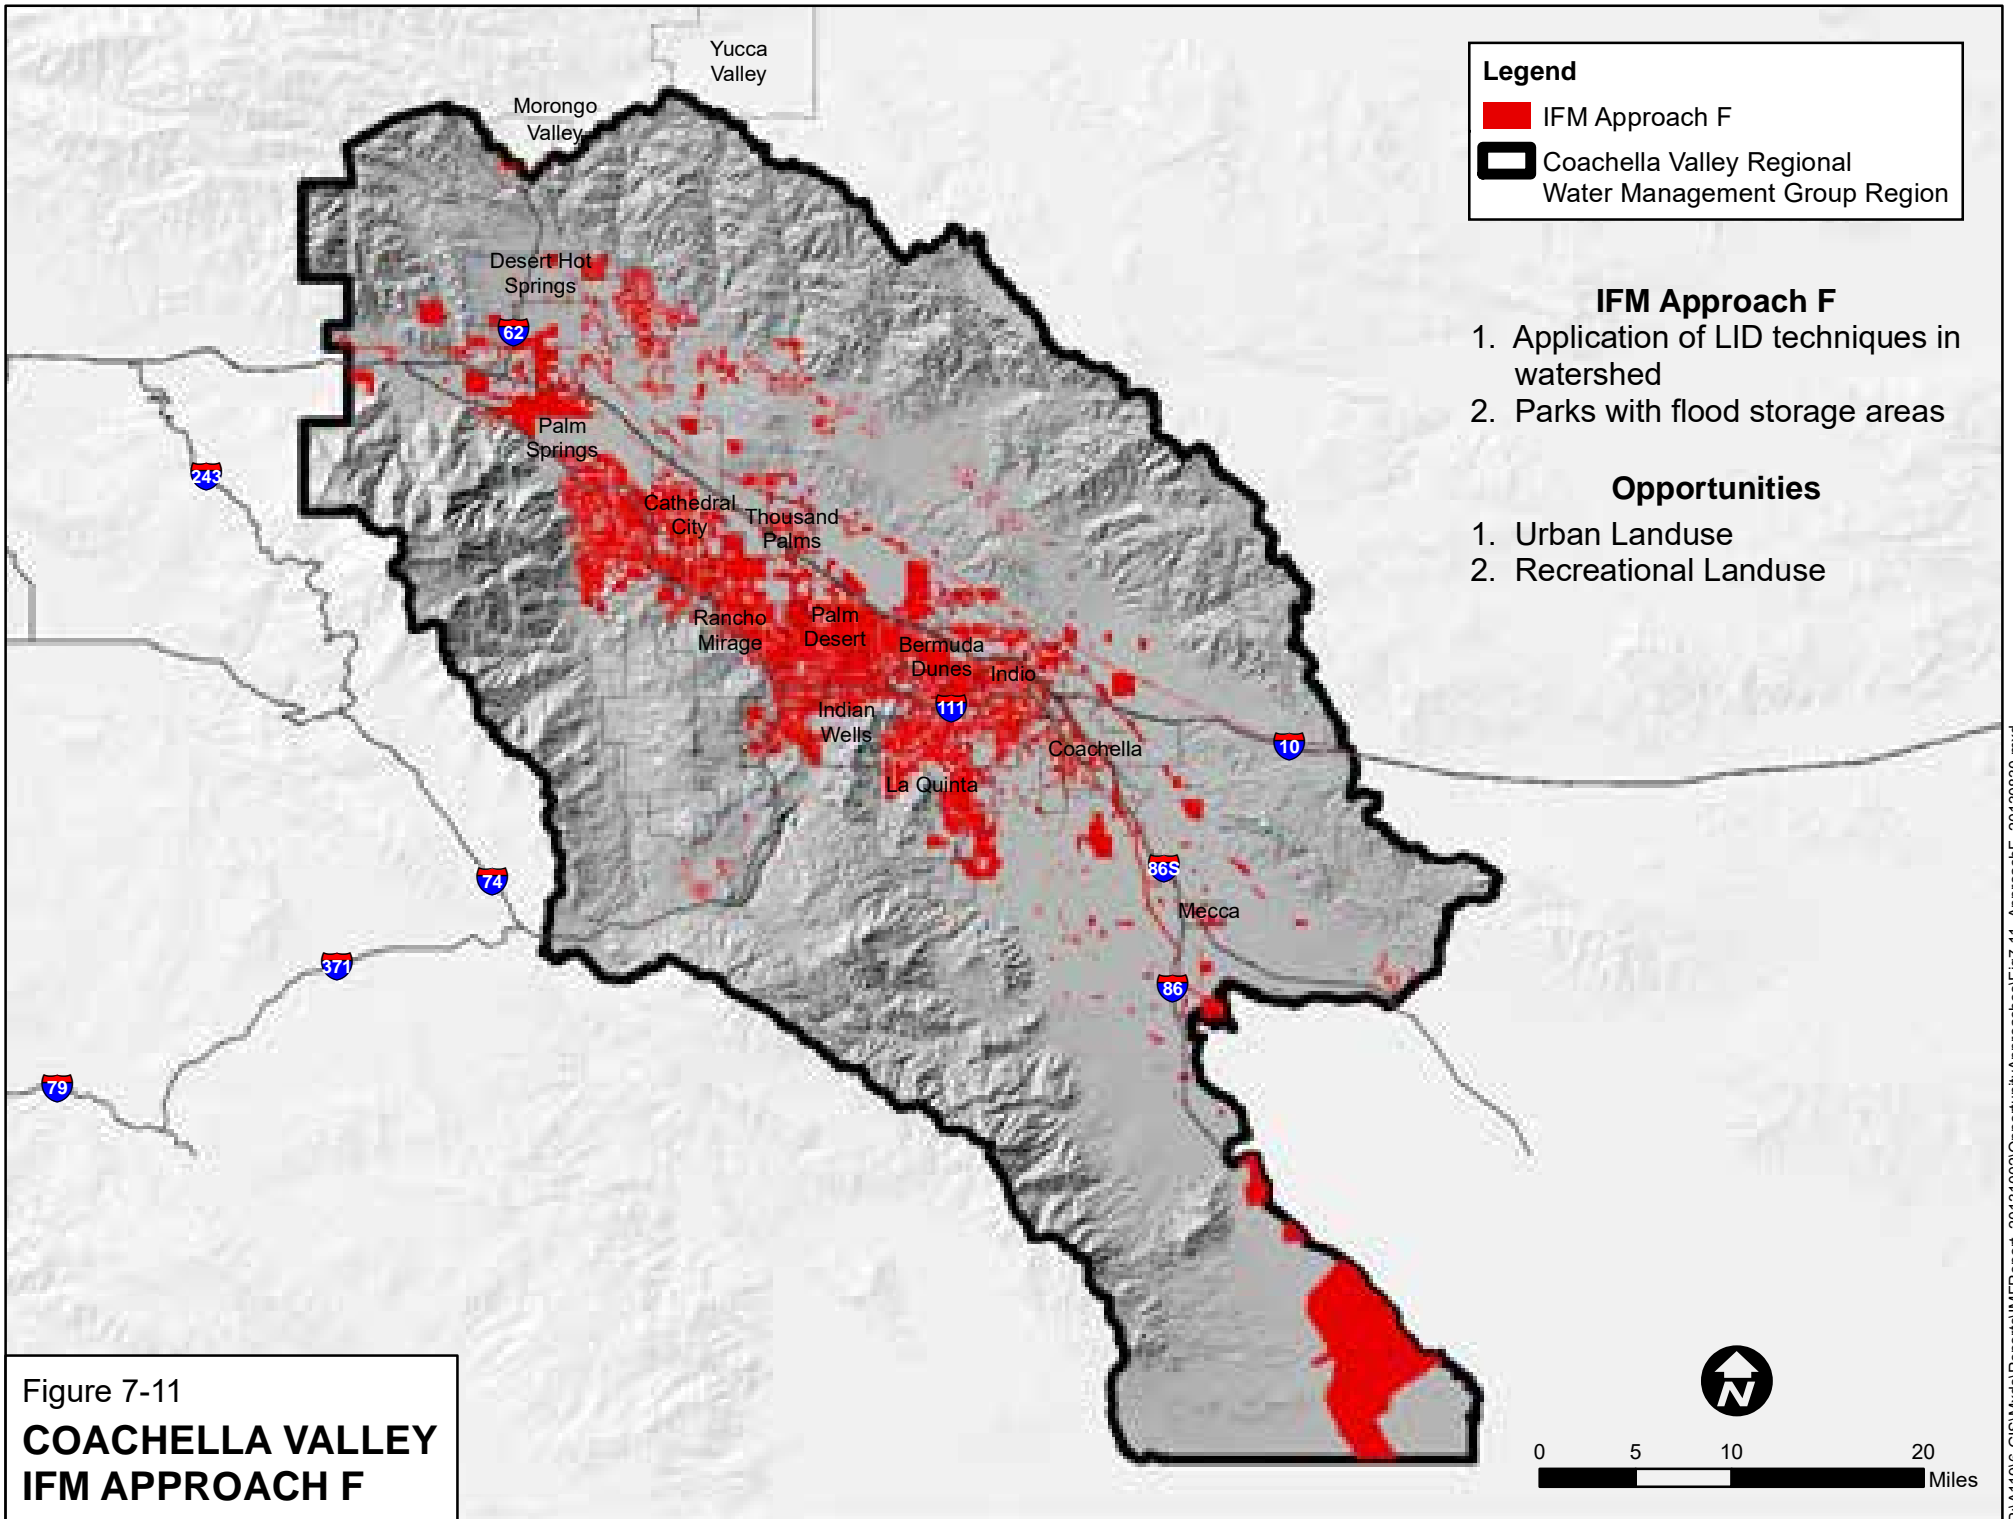 Yucca
Valley
Morongo
Valley
Legend
IFM Approach F
Coachella Valley Regional
Water Management Group Region
Desert Hot
Springs
62
IFM Approach F
1. Application of LID techniques in
watershed
2. Parks with flood storage areas
Opportunities
1. Urban Landuse
2. Recreational Landuse
Palm
Springs
243
Cathedral
City
Thousand
Palms
Rancho
Mirage
Palm
Desert
Bermuda
Dunes
Indio
Indian
Wells
111
Coachella
10
La Quinta
74
86S
Mecca
371
86
79
Figure 7-11
COACHELLA VALLEY
IFM APPROACH F
N
0 5 10 20
Miles